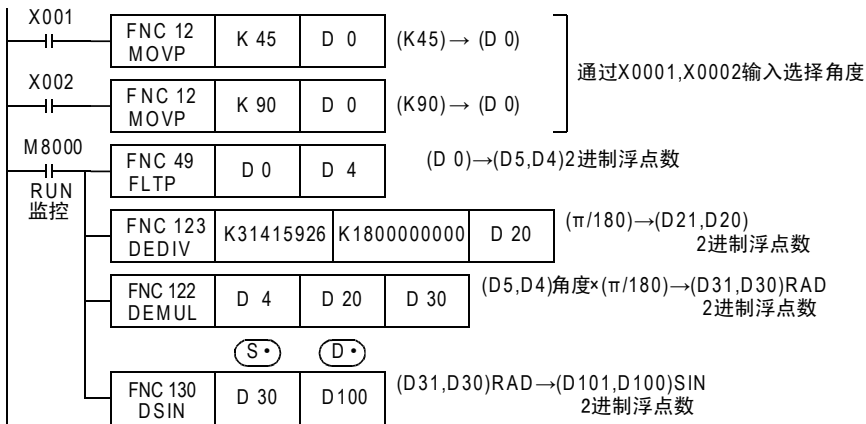 X001
FNC 12
MOVP
K 45
D 0
(K45)→ (D 0)
通过X0001,X0002输入选择角度
X002
FNC 12
MOVP
K 90
D 0
(K90)→ (D 0)
M8000
RUN
监控
FNC 49
FLTP
D 0
D 4
(D 0)→(D5,D4)2进制浮点数
FNC 123
DEDIV
K31415926
K1800000000
D 20
(π/180)→(D21,D20)
2进制浮点数
FNC 122
DEMUL
D 4
D 20
D 30
(D5,D4)角度×(π/180)→(D31,D30)RAD
2进制浮点数
S·
D·
FNC 130
DSIN
D 30
D100
(D31,D30)RAD→(D101,D100)SIN
2进制浮点数